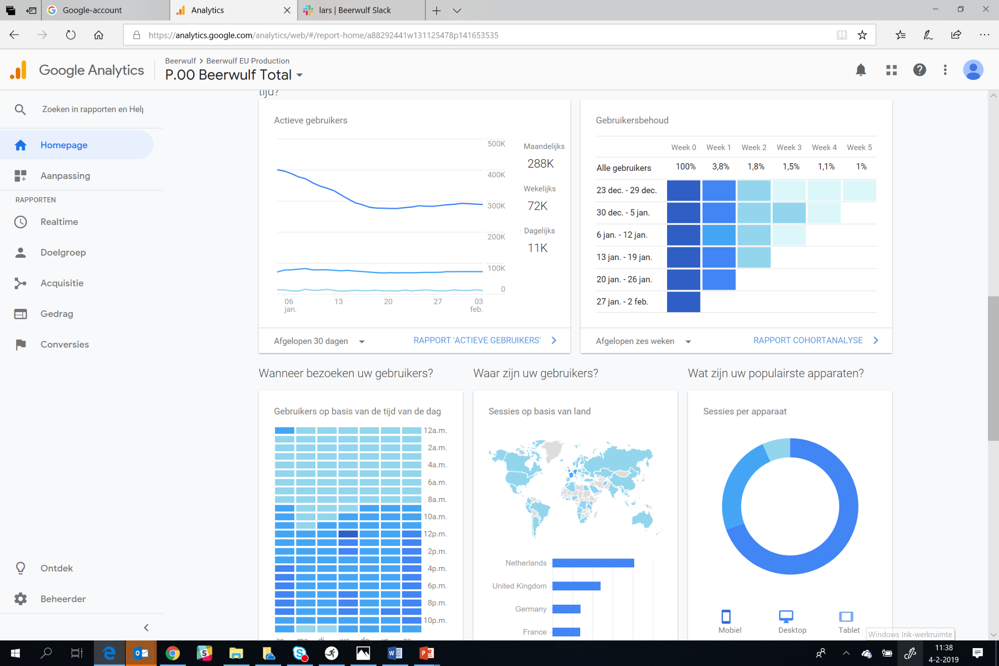 Google-account
Analytics
lars | Beerwulf Slack
https://analytics.google.com/analytics/web/#/report-home/a88292441w131125478p141653535
Google Analytics
Beerwulf > Beerwulf EU Production
P.00 Beerwulf Total
Zoeken in rapporten en Help
Homepage
Aanpassing
RAPPORTEN
Realtime
Doelgroep
Acquisitie
Gedrag
Conversies
Ontdek
Beheerder
tijd?
Actieve gebruikers
500K
400K
300K
200K
100K
0
06 13 20 27 03
jan. feb.
Maandelijks
288K
Wekelijks
72K
Dagelijks
11K
Afgelopen 30 dagen
RAPPORT 'ACTIEVE GEBRUIKERS'
Gebruikersbehoud
Week 0 Week 1 Week 2 Week 3 Week 4 Week 5
Alle gebruikers 100% 3,8% 1,8% 1,5% 1,1% 1%
23 dec. - 29 dec.
30 dec. - 5 jan.
6 jan. - 12 jan.
13 jan. - 19 jan.
20 jan. - 26 jan.
27 jan. - 2 feb.
Afgelopen zes weken
RAPPORT COHORTANALYSE
Wanneer bezoeken uw gebruikers?
Gebruikers op basis van de tijd van de dag
12a.m.
2a.m.
4a.m.
6a.m.
8a.m.
10a.m.
12p.m.
2p.m.
4p.m.
6p.m.
8p.m.
10p.m.
zo ma di wo do vr za
Waar zijn uw gebruikers?
Sessies op basis van land
Netherlands
United Kingdom
Germany
France
Wat zijn uw populairste apparaten?
Sessies per apparaat
Mobiel
Desktop
Tablet
Windows Ink-werkruimte
11:38
4-2-2019